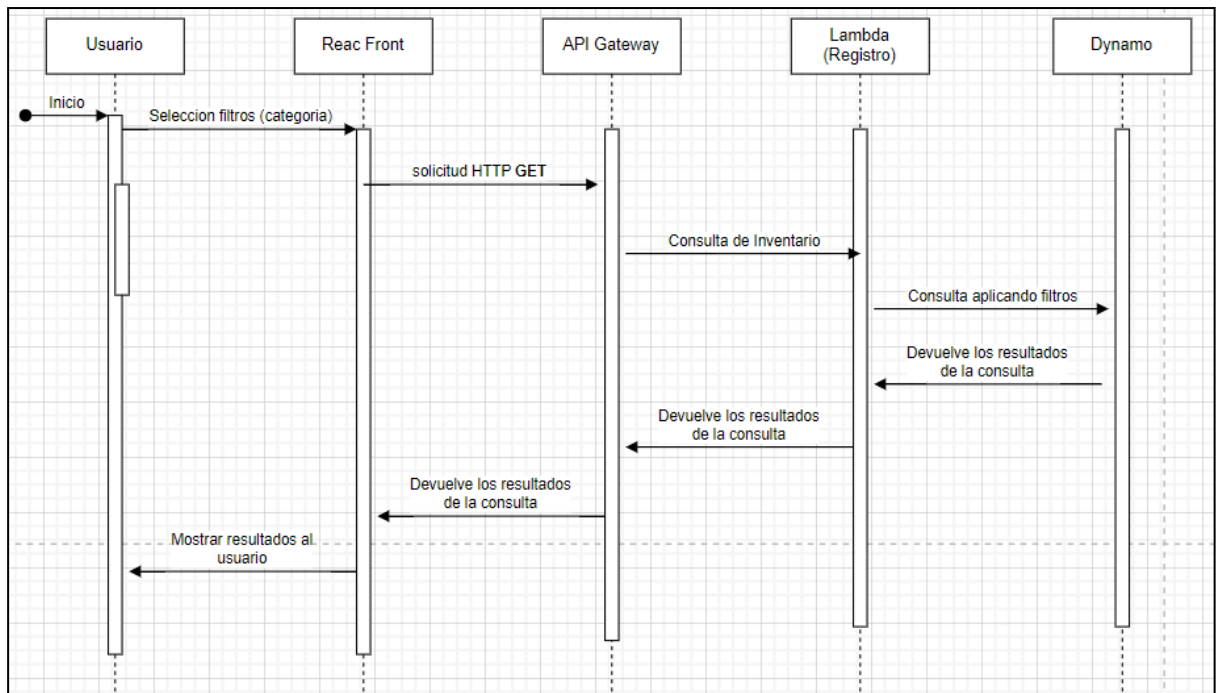 Usuario
Reac Front
API Gateway
Lambda
(Registro)
Dynamo
Inicio
Seleccion filtros (categoria)
solicitud HTTP GET
Consulta de Inventario
Consulta aplicando filtros
Devuelve los resultados
de la consulta
Devuelve los resultados
de la consulta
Devuelve los resultados
de la consulta
Mostrar resultados al
usuario